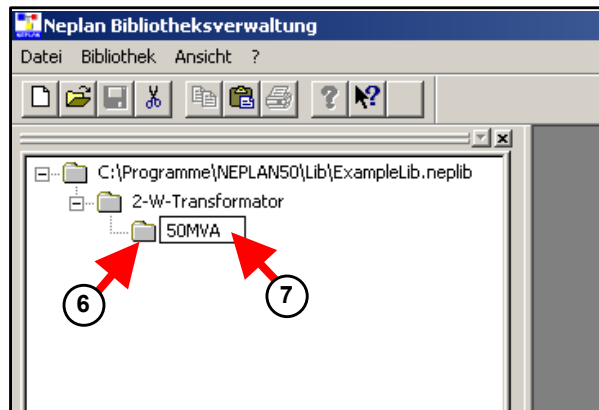 Neplan Bibliotheksverwaltung
Datei Bibliothek Ansicht ?
C:\Programme\NEPLAN50\Lib\ExampleLib.neplib
2-W-Transformator
50MVA
6 7